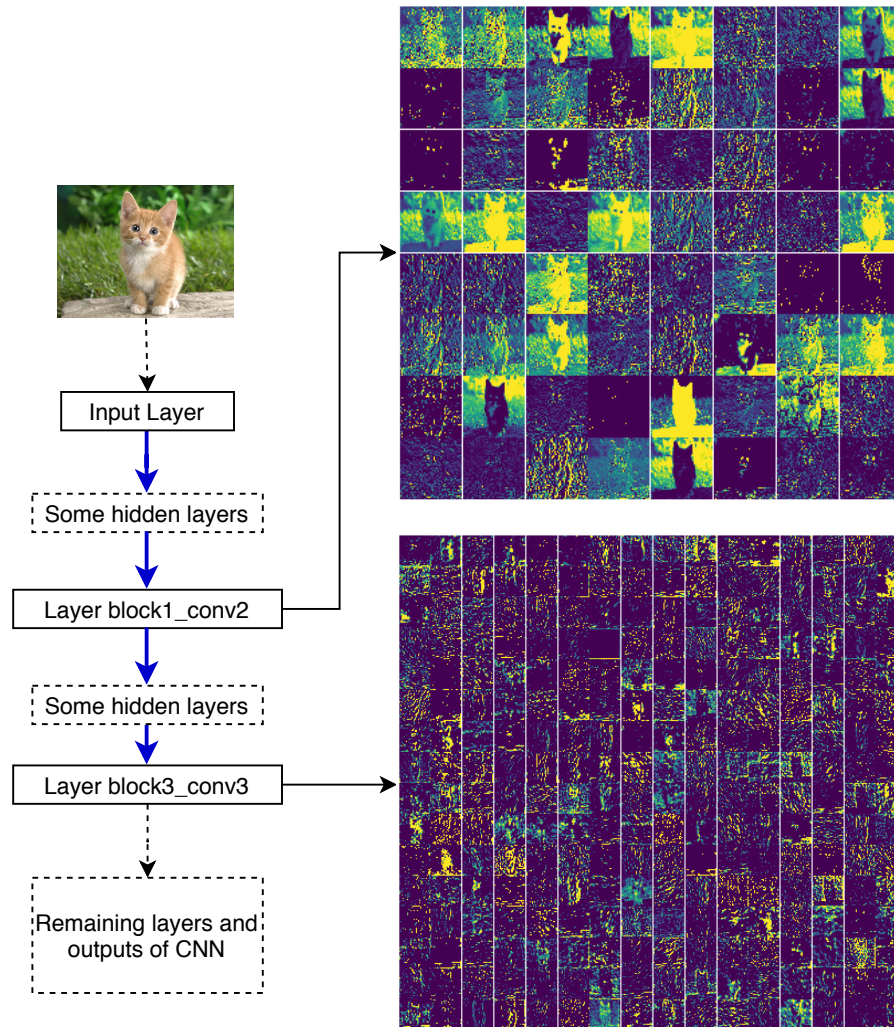 Input Layer
Some hidden layers
Layer block1_conv2
Some hidden layers
Layer block3_conv3
Remaining layers and
outputs of CNN